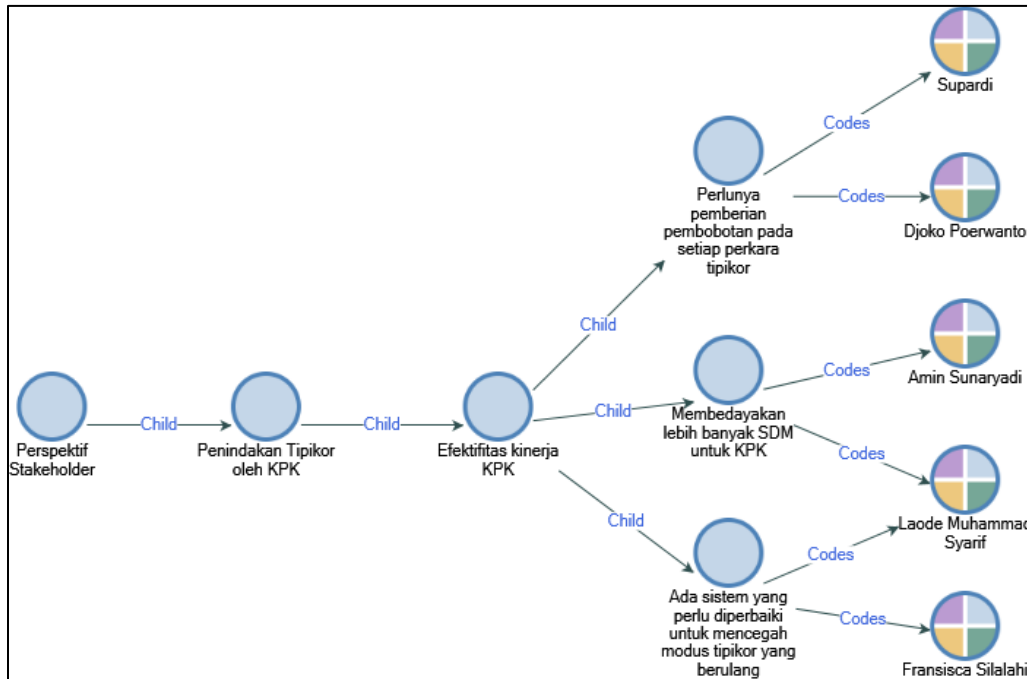 Supardi
Codes
Perlunya
pemberian
pembobotan pada
setiap perkara
tipikor
Codes
Djoko Poerwanto
Child
Perspektif
Stakeholder
Child
Penindakan Tipikor
oleh KPK
Child
Efektifitas kinerja
KPK
Child
Membedayakan
lebih banyak SDM
untuk KPK
Codes
Amin Sunaryadi
Codes
Laode Muhammad
Syarif
Child
Ada sistem yang
perlu diperbaiki
untuk mencegah
modus tipikor yang
berulang
Codes
Codes
Fransisca Silalahi